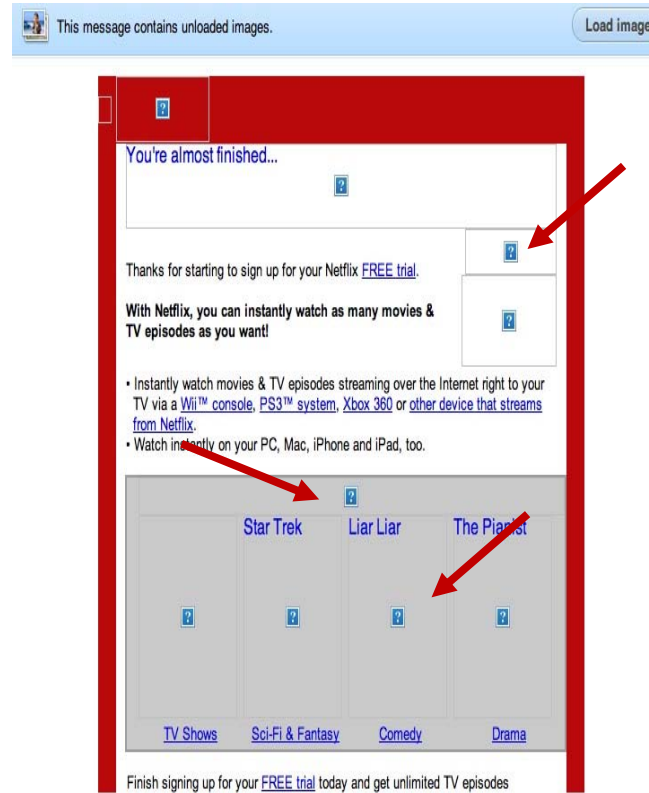 This message contains unloaded images.
Load image
You're almost finished...
Thanks for starting to sign up for your Netflix FREE trial.
With Netflix, you can instantly watch as many movies &
TV episodes as you want!
• Instantly watch movies & TV episodes streaming over the Internet right to your
TV via a Wii™ console, PS3™ system, Xbox 360 or other device that streams
from Netflix.
• Watch instantly on your PC, Mac, iPhone and iPad, too.
Star Trek Liar Liar The Pianist
TV Shows Sci-Fi & Fantasy Comedy Drama
Finish signing up for your FREE trial today and get unlimited TV episodes